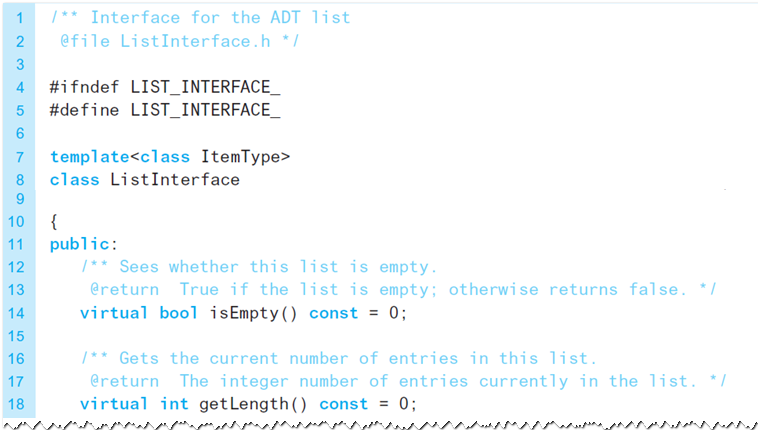 1 /** Interface for the ADT list
2 @file ListInterface.h */
3
4 #ifndef LIST_INTERFACE_
5 #define LIST_INTERFACE_
6
7 template<class ItemType>
8 class ListInterface
9
10 {
11 public:
12 /** Sees whether this list is empty.
13 @return True if the list is empty; otherwise returns false. */
14 virtual bool isEmpty() const = 0;
15
16 /** Gets the current number of entries in this list.
17 @return The integer number of entries currently in the list. */
18 virtual int getLength() const = 0;